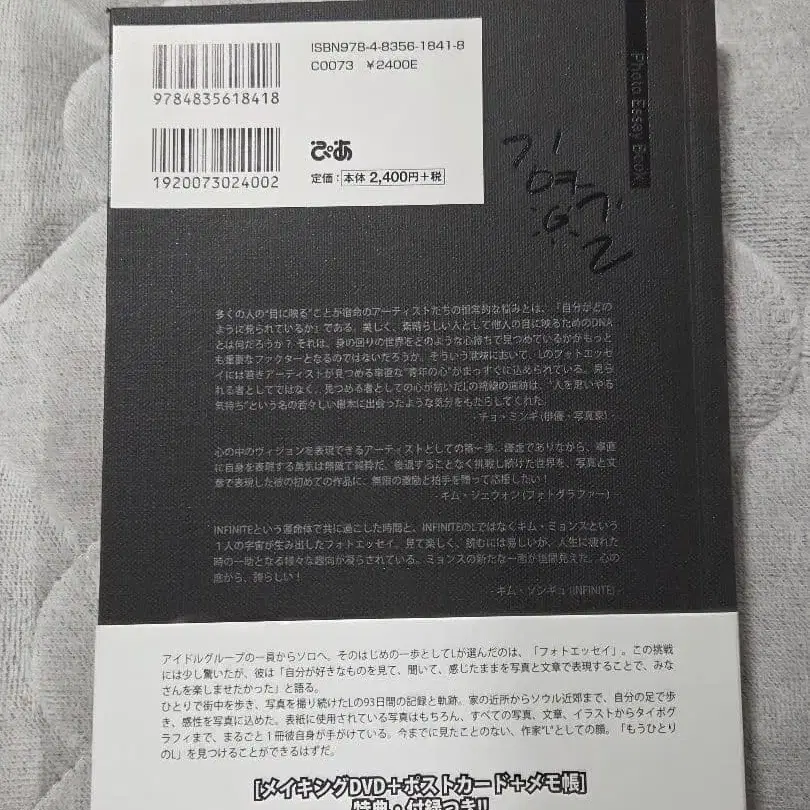 ISBN978-4-8356-1841-8
C0073 ¥2400E
9784835618418
1920073024002
ぴあ
定価：本体 2,400円＋税
Photo Essay Book
多くの人の“目に映る”ことが宿命のアーティストたちの恒常的な悩みとは、「自分がどの
ように見られているか」である。美しく、素晴らしい人として他人の目に映るためのDNA
とは何だろうか？ それは、身の回りの世界をどのような心持ちで見つめているかがもっと
も重要なファクターとなるのではないだろうか。そういう意味において、Lのフォトエッセ
イには若きアーティストが見つめる率直な“青年の心”がまっすぐに込められている。見ら
れる者としてではなく、見つめる者としての心が紡いだLの視線の痕跡は、“人を思いやる
気持ち”という名の若々しい樹木に出会ったような気分をもたらしてくれた。
- チョ・ミンギ（俳優・写真家）-
心の中のヴィジョンを表現できるアーティストとしての第一歩。謙虚でありながら、率直
に自身を表現する勇気は無敵で純粋だ。後退することなく挑戦し続けた世界を、写真と文
章で表現した彼の初めての作品に、無限の激励と拍手を贈って応援したい！
- キム・ジェウォン（フォトグラファー）-
INFINITEという運命体で共に過ごした時間と、INFINITEのLではなくキム・ミョンスという
1人の宇宙が生み出したフォトエッセイ。見て楽しく、読むには易しいが、人生に疲れた
時の一助となる様々な趣向が凝らされている。ミョンスの新たな一面が垣間見えた。心の
底から、誇らしい！
- キム・ソンギュ（INFINITE）-
アイドルグループの一員からソロへ。そのはじめの一歩としてLが選んだのは、「フォトエッセイ」。この挑戦
には少し驚いたが、彼は「自分が好きなものを見て、聞いて、感じたままを写真と文章で表現することで、みな
さんを楽しませたかった」と語る。
ひとりで街中を歩き、写真を撮り続けたLの93日間の記録と軌跡。家の近所からソウル近郊まで、自分の足で歩
き、感性を写真に込めた。表紙に使用されている写真はもちろん、すべての写真、文章、イラストからタイポグ
ラフィまで、まるごと1冊彼自身が手がけている。今までに見たことのない、作家“L”としての顔。「もうひとり
のL」を見つけることができるはずだ。
[メイキングDVD＋ポストカード＋メモ帳]
特典・付録つき!!